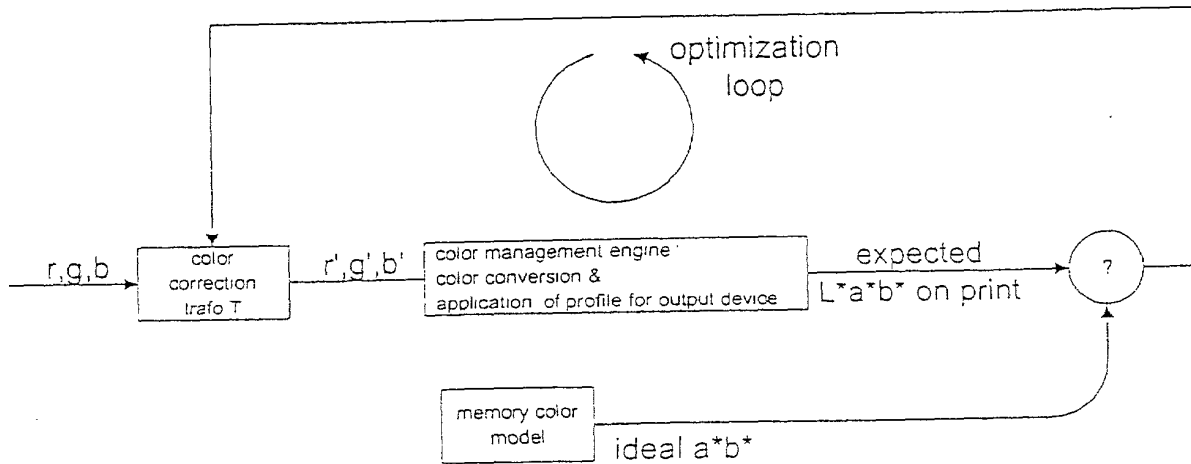 optimization
loop
r,g,b
color
correction
trafo T
r',g',b'
color management engine
color conversion &
application of profile for output device
expected
L*a*b* on print
?
memory color
model
ideal a*b*